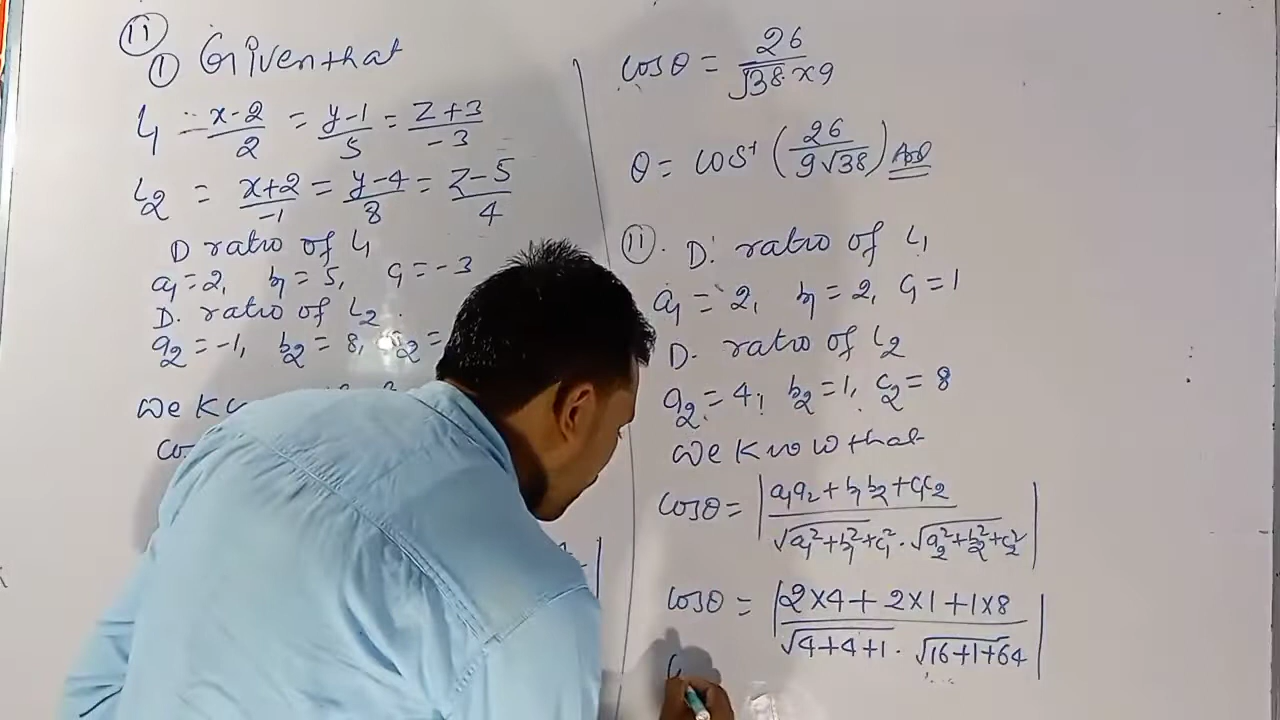 11
① Given that
L₁ = (x-2)/2 = (y-1)/5 = (z+3)/-3
L₂ = (x+2)/-1 = (y-4)/8 = (z-5)/4
D ratio of L₁
a₁=2, b₁=5, c₁=-3
D. ratio of L₂.
a₂=-1, b₂=8, c₂=
We K
cosθ = 26/(√38×9)
θ = cos⁻¹(26/(9√38)) Ans
11. D. ratio of L₁
a₁=2, b₁=2, c₁=1
D. ratio of L₂
a₂=4, b₂=1, c₂=8
We Know that
cosθ = |(a₁a₂+b₁b₂+c₁c₂)/(√(a₁²+b₁²+c₁²).√(a₂²+b₂²+c₂²))|
cosθ = |(2×4+2×1+1×8)/(√(4+4+1).√(16+1+64))|